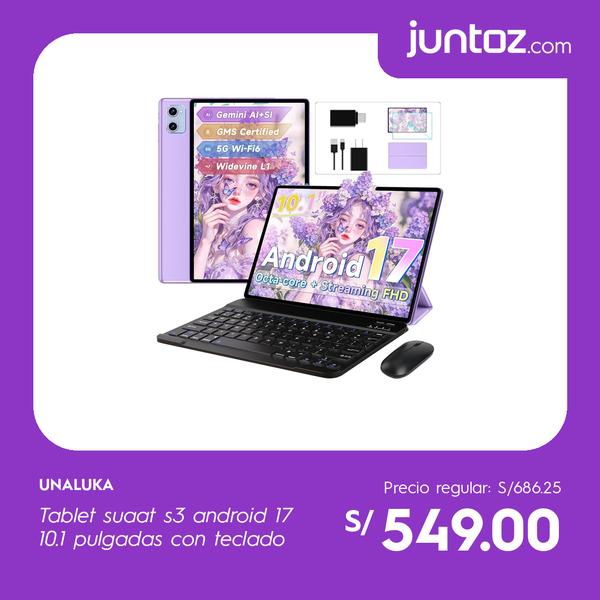 juntoz.com
Gemini AI+SI
GMS Certified
5G Wi-Fi6
Widevine L1
10.1
Android 17
Octa-core + Streaming FHD
UNALUKA
Tablet suaat s3 android 17
10.1 pulgadas con teclado
Precio regular: S/686.25
S/ 549.00